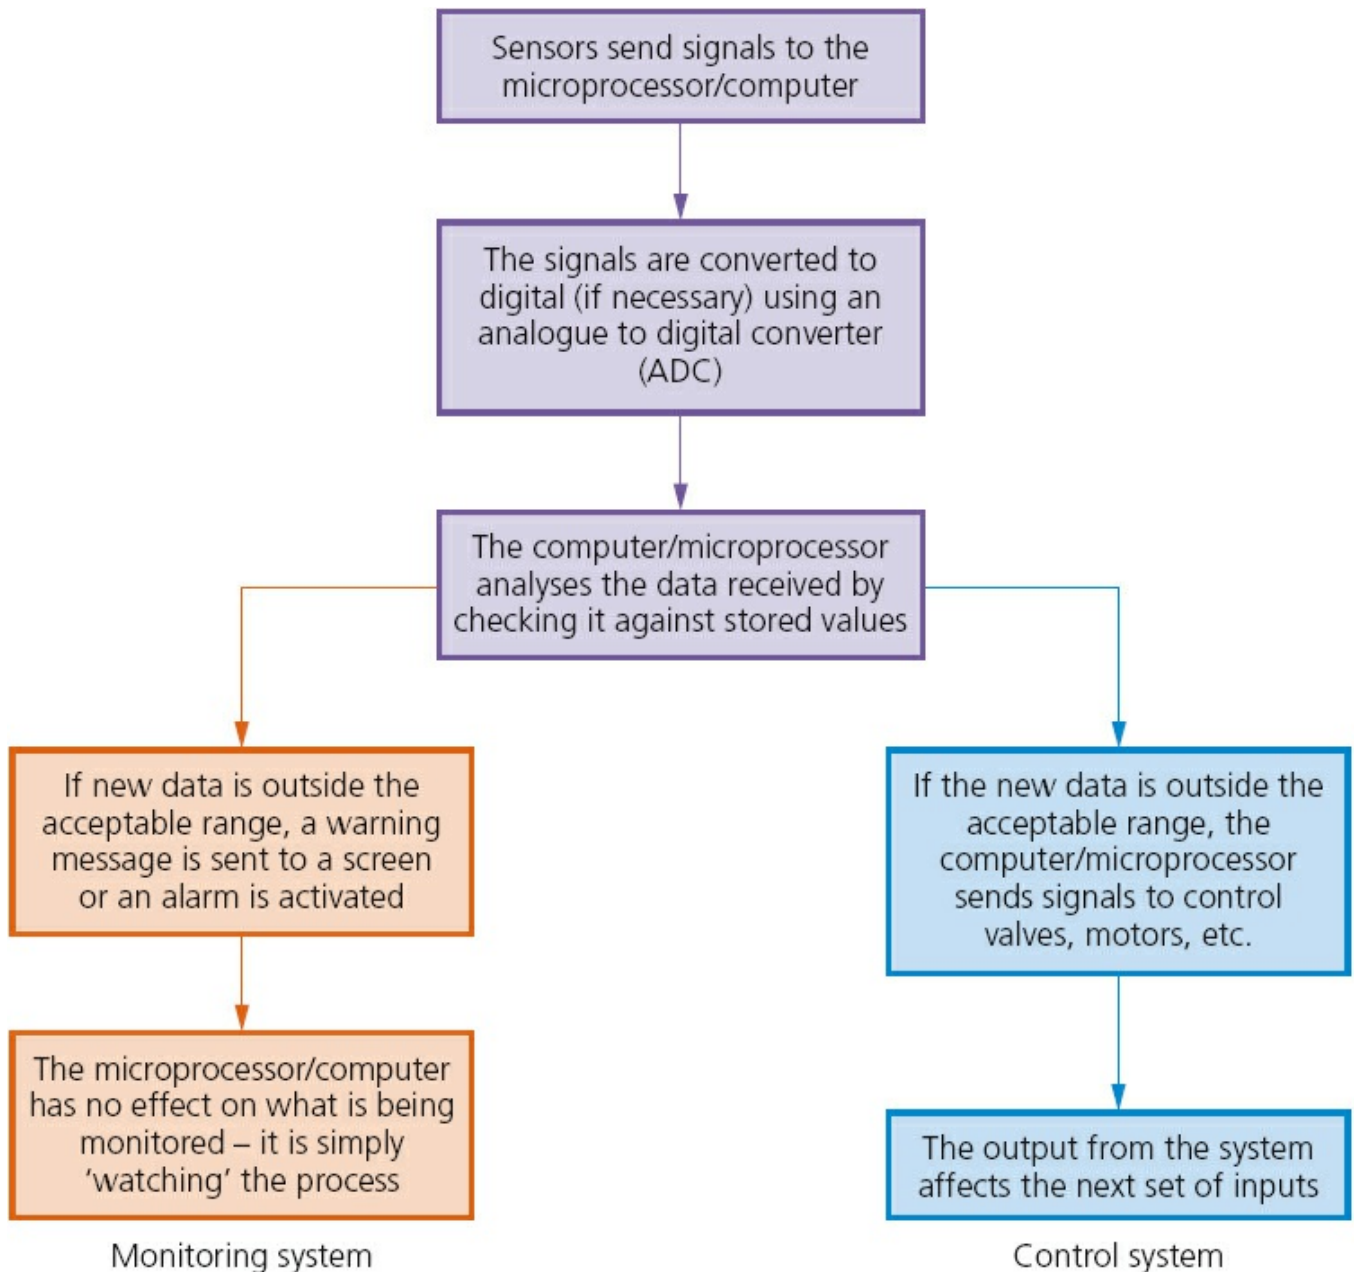 Sensors send signals to the
microprocessor/computer
The signals are converted to
digital (if necessary) using an
analogue to digital converter
(ADC)
The computer/microprocessor
analyses the data received by
checking it against stored values
If new data is outside the
acceptable range, a warning
message is sent to a screen
or an alarm is activated
The microprocessor/computer
has no effect on what is being
monitored – it is simply
‘watching’ the process
Monitoring system
If the new data is outside the
acceptable range, the
computer/microprocessor
sends signals to control
valves, motors, etc.
The output from the system
affects the next set of inputs
Control system